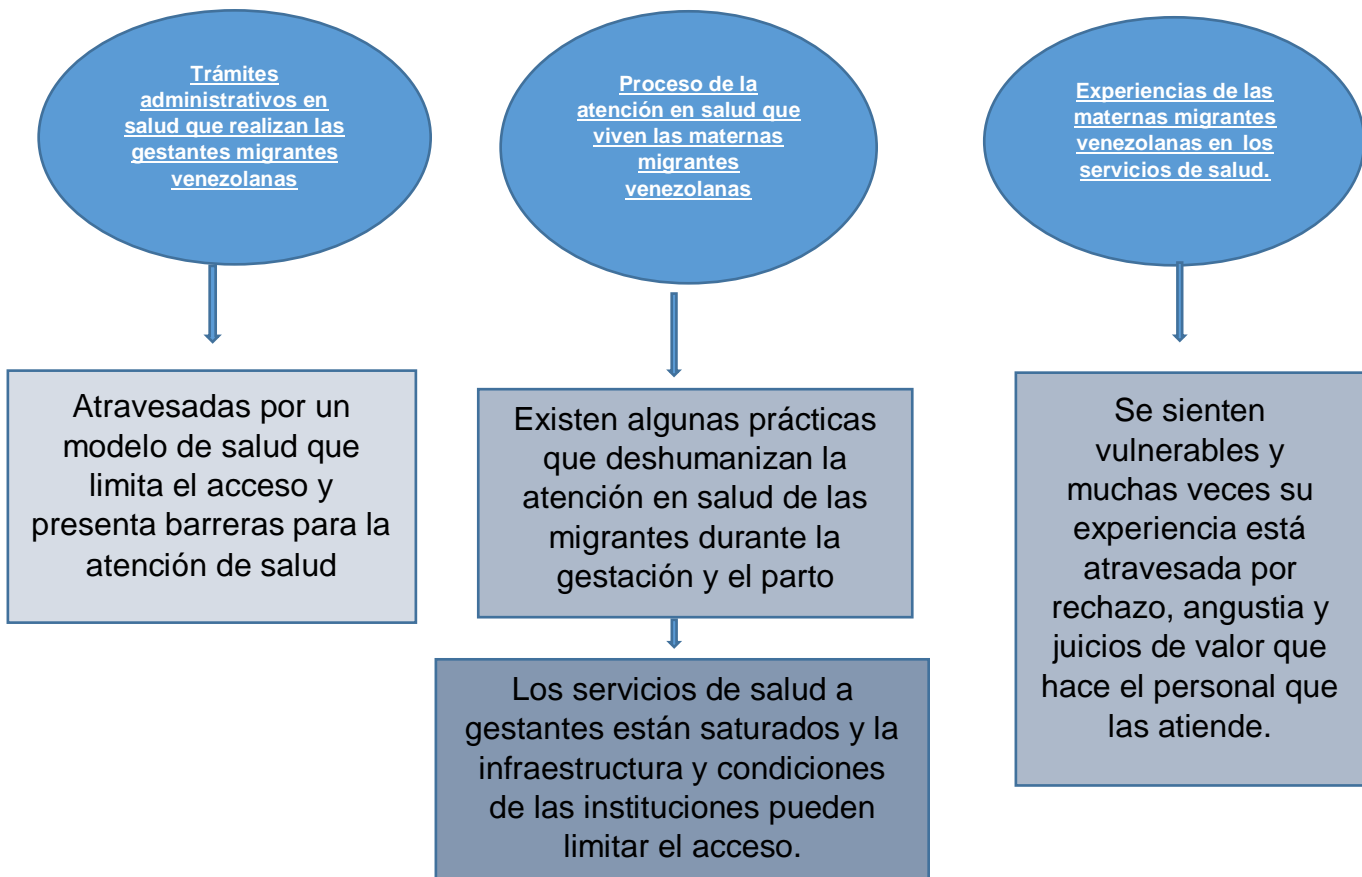 Trámites
administrativos en
salud que realizan las
gestantes migrantes
venezolanas
Proceso de la
atención en salud que
viven las maternas
migrantes
venezolanas
Experiencias de las
maternas migrantes
venezolanas en los
servicios de salud.
Atravesadas por un
modelo de salud que
limita el acceso y
presenta barreras para la
atención de salud
Existen algunas prácticas
que deshumanizan la
atención en salud de las
migrantes durante la
gestación y el parto
Los servicios de salud a
gestantes están saturados y la
infraestructura y condiciones
de las instituciones pueden
limitar el acceso.
Se sienten
vulnerables y
muchas veces su
experiencia está
atravesada por
rechazo, angustia y
juicios de valor que
hace el personal que
las atiende.